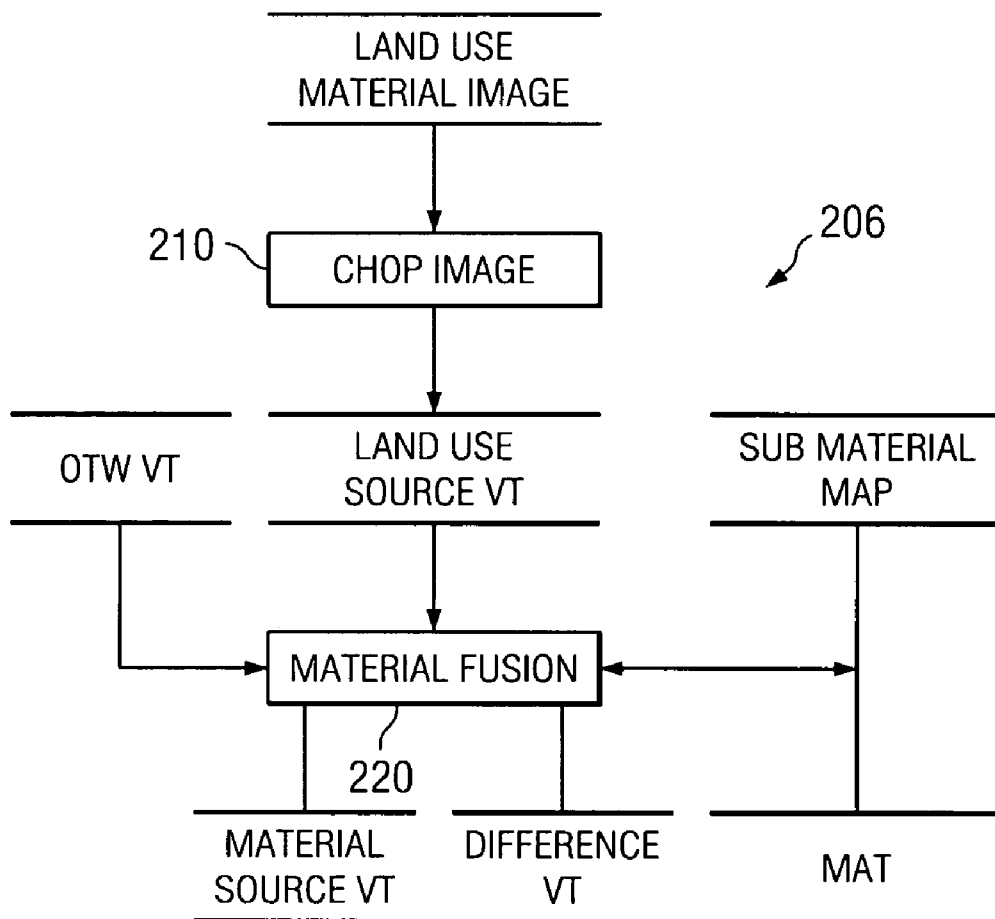 LAND USE
MATERIAL IMAGE
210
CHOP IMAGE
206
OTW VT
LAND USE
SOURCE VT
SUB MATERIAL
MAP
MATERIAL FUSION
220
MATERIAL
SOURCE VT
DIFFERENCE
VT
MAT